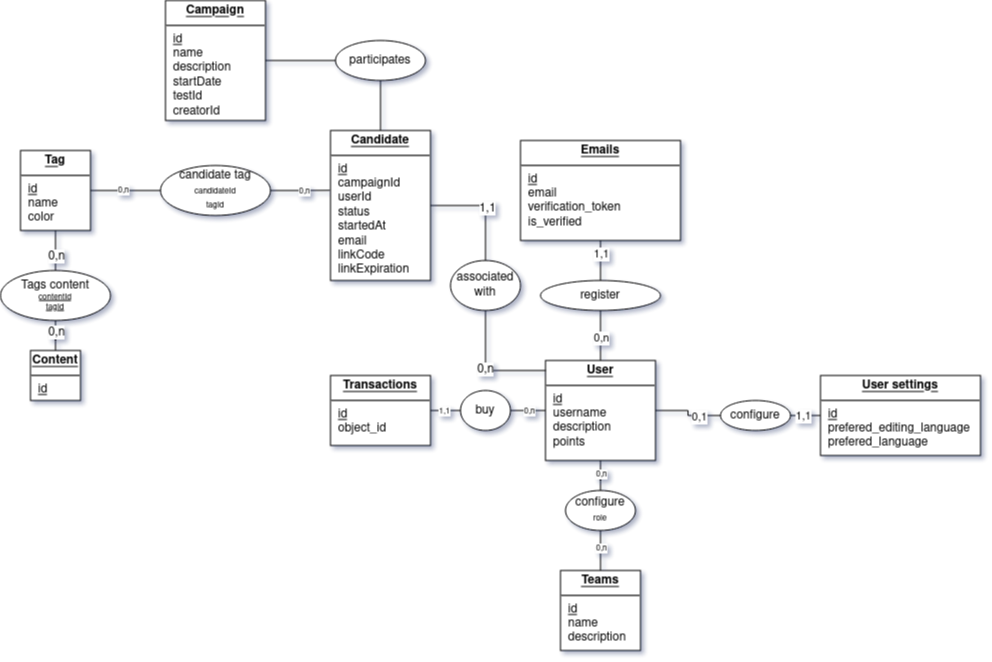 Campaign
id
name
description
startDate
testId
creatorId
participates
Candidate
id
campaignId
userId
status
startedAt
email
linkCode
linkExpiration
Tag
id
name
color
0,n
candidate tag
candidateId
tagId
0,n
Emails
id
email
verification_token
is_verified
1,1
associated
with
0,n
1,1
register
0,n
0,n
Tags content
contentId
tagId
0,n
Content
id
Transactions
id
object_id
1,1
buy
0,n
User
id
username
description
points
0,1
configure
1,1
User settings
id
prefered_editing_language
prefered_language
0,n
configure
role
0,n
Teams
id
name
description